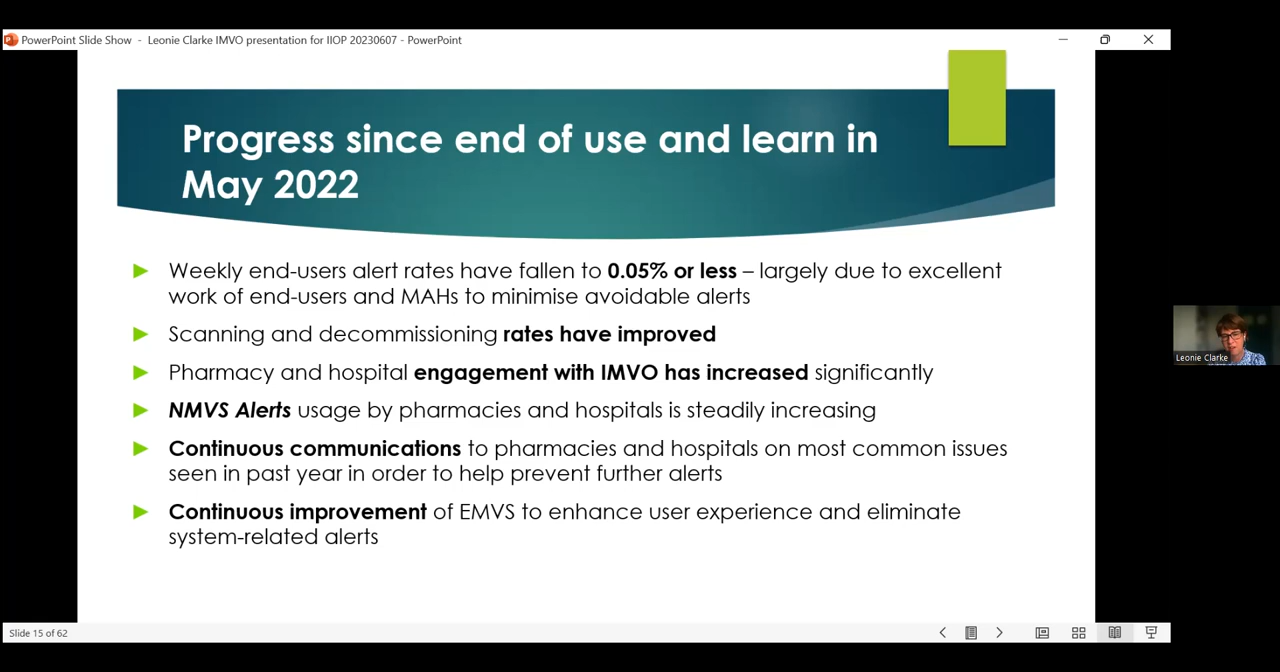 PowerPoint Slide Show - Leonie Clarke IMVO presentation for IIOP 20230607 - PowerPoint
Progress since end of use and learn in
May 2022
Weekly end-users alert rates have fallen to 0.05% or less – largely due to excellent
work of end-users and MAHs to minimise avoidable alerts
Scanning and decommissioning rates have improved
Pharmacy and hospital engagement with IMVO has increased significantly
NMVS Alerts usage by pharmacies and hospitals is steadily increasing
Continuous communications to pharmacies and hospitals on most common issues
seen in past year in order to help prevent further alerts
Continuous improvement of EMVS to enhance user experience and eliminate
system-related alerts
Leonie Clarke
Slide 15 of 62